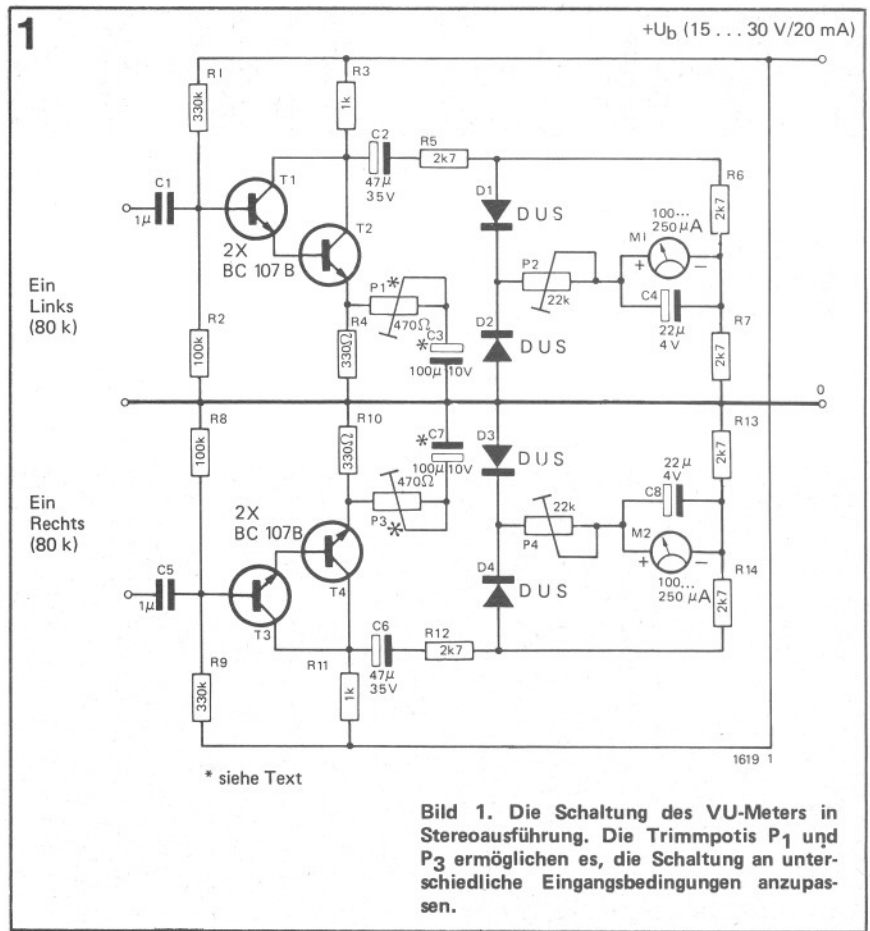 1
+Ub (15 . . . 30 V/20 mA)
R1
330k
R3
1k
C2
47µ
35V
R5
2k7
C1
1µ
T1
T2
2X
BC 107 B
D1
DUS
R6
2k7
100...
250 µA
M1
+ −
P2
22k
C4
22µ
4V
Ein
Links
(80 k)
R2
100k
R4
330Ω
P1*
470Ω
*
C3
100µ 10V
D2
DUS
R7
2k7
0
R8
100k
R10
330Ω
*
C7
100µ 10V
470Ω
P3
*
D3
DUS
R13
2k7
22µ
4V
C8
22k
P4
M2
+ −
100...
250 µA
Ein
Rechts
(80 k)
2X
BC 107B
C5
1µ
T3
T4
D4
DUS
R14
2k7
R9
330k
R11
1k
C6
47µ
35V
R12
2k7
1619 1
* siehe Text
Bild 1. Die Schaltung des VU-Meters in
Stereoausführung. Die Trimmpotis P1 und
P3 ermöglichen es, die Schaltung an unter-
schiedliche Eingangsbedingungen anzupas-
sen.